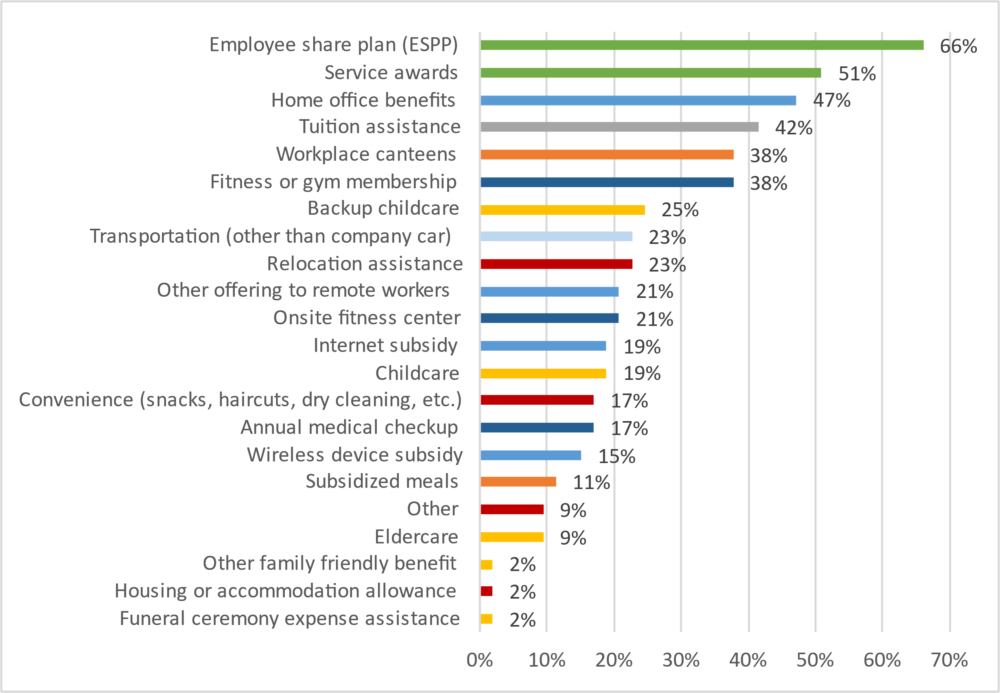 Employee share plan (ESPP) 66%
Service awards 51%
Home office benefits 47%
Tuition assistance 42%
Workplace canteens 38%
Fitness or gym membership 38%
Backup childcare 25%
Transportation (other than company car) 23%
Relocation assistance 23%
Other offering to remote workers 21%
Onsite fitness center 21%
Internet subsidy 19%
Childcare 19%
Convenience (snacks, haircuts, dry cleaning, etc.) 17%
Annual medical checkup 17%
Wireless device subsidy 15%
Subsidized meals 11%
Other 9%
Eldercare 9%
Other family friendly benefit 2%
Housing or accommodation allowance 2%
Funeral ceremony expense assistance 2%
0% 10% 20% 30% 40% 50% 60% 70%